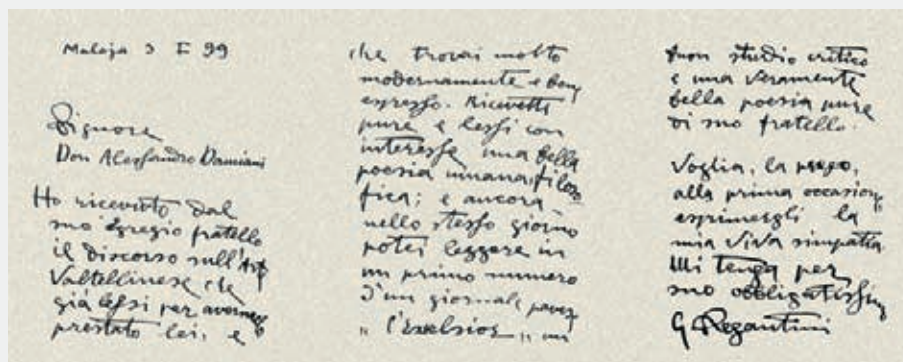 Maloja 3 I 99
Signore
Don Alessandro Damiani
Ho ricevuto dal
suo Egregio fratello
il discorso sull'Arte
Valtellinese che
già lessi per avermelo
prestato lei, e
che trovai molto
modernamente e bene
espresso. Ricevetti
pure e lessi con
interesse una bella
poesia umana, filoso
fica; e ancora
nello stesso giorno
potei leggere in
un primo numero
d'un giornale pavese
„ l'Excelsior „ un
buon studio critico
e una veramente
bella poesia pure
di suo fratello.
Voglia, la prego,
alla prima occasione
esprimergli la
mia viva simpatia
Mi tenga per
suo obbligatissimo
G Segantini